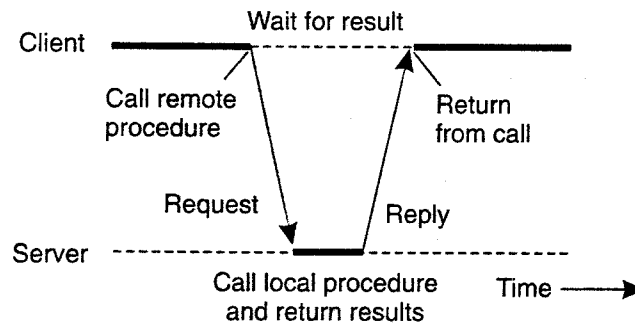 Wait for result
Client
Call remote
procedure
Return
from call
Request
Reply
Server
Call local procedure
and return results
Time